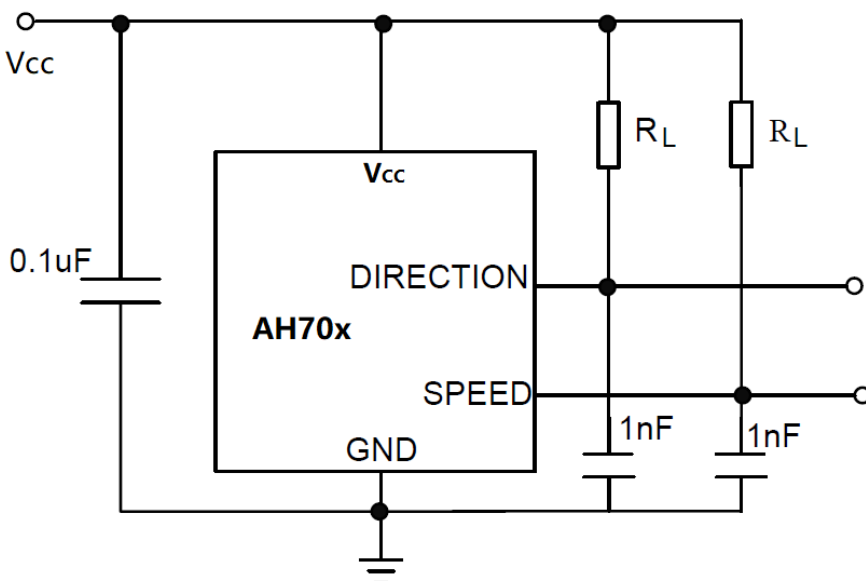 Vcc
RL
RL
Vcc
0.1uF
DIRECTION
AH70x
SPEED
1nF
1nF
GND